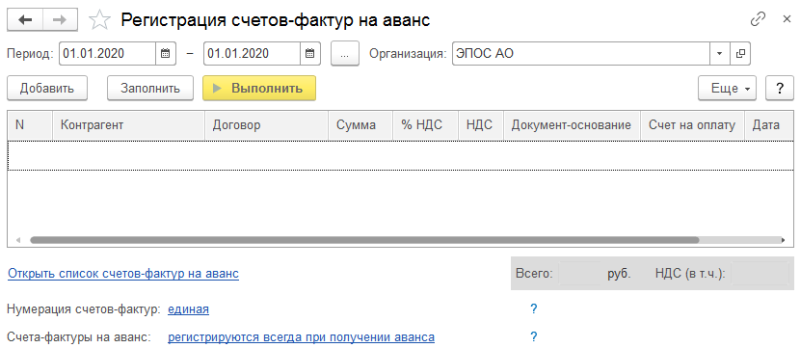 Регистрация счетов-фактур на аванс
Период: 01.01.2020 – 01.01.2020 ... Организация: ЭПОС АО
Добавить Заполнить Выполнить Еще ?
N Контрагент Договор Сумма % НДС НДС Документ-основание Счет на оплату Дата
Открыть список счетов-фактур на аванс Всего: руб. НДС (в т.ч.):
Нумерация счетов-фактур: единая ?
Счета-фактуры на аванс: регистрируются всегда при получении аванса ?